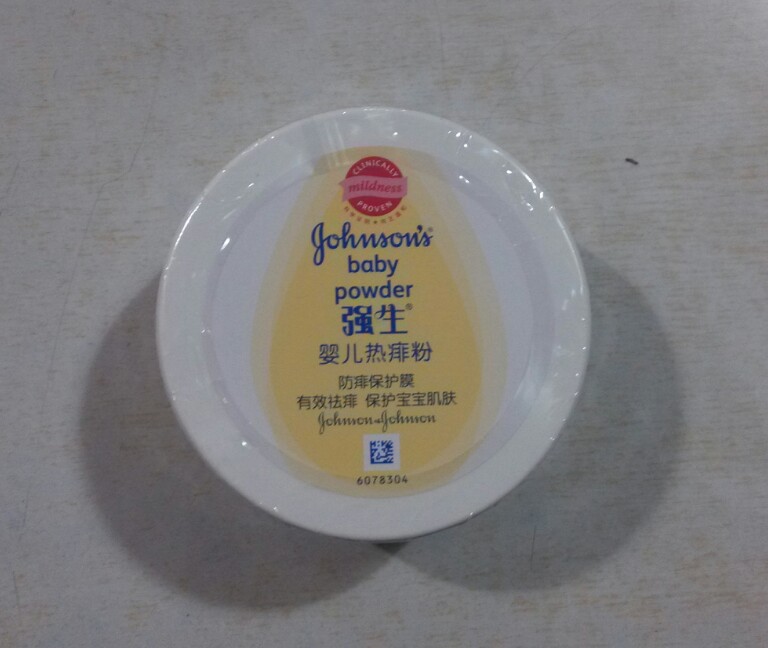 CLINICALLY
mildness
PROVEN
Johnson's®
baby
powder
强生®
婴儿热痱粉
防痱保护膜
有效祛痱 保护宝宝肌肤
Johnson&Johnson
6078304